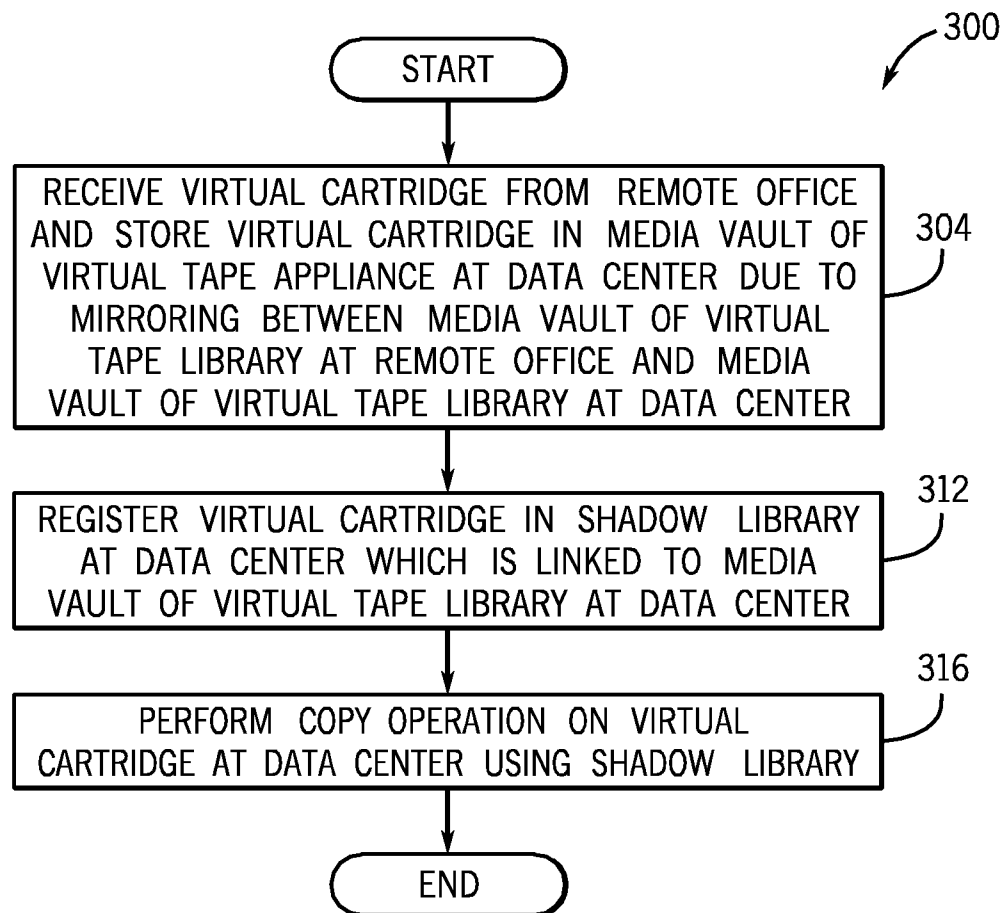 300
START
RECEIVE VIRTUAL CARTRIDGE FROM REMOTE OFFICE
AND STORE VIRTUAL CARTRIDGE IN MEDIA VAULT OF
VIRTUAL TAPE APPLIANCE AT DATA CENTER DUE TO
MIRRORING BETWEEN MEDIA VAULT OF VIRTUAL
TAPE LIBRARY AT REMOTE OFFICE AND MEDIA
VAULT OF VIRTUAL TAPE LIBRARY AT DATA CENTER
304
REGISTER VIRTUAL CARTRIDGE IN SHADOW LIBRARY
AT DATA CENTER WHICH IS LINKED TO MEDIA
VAULT OF VIRTUAL TAPE LIBRARY AT DATA CENTER
312
PERFORM COPY OPERATION ON VIRTUAL
CARTRIDGE AT DATA CENTER USING SHADOW LIBRARY
316
END